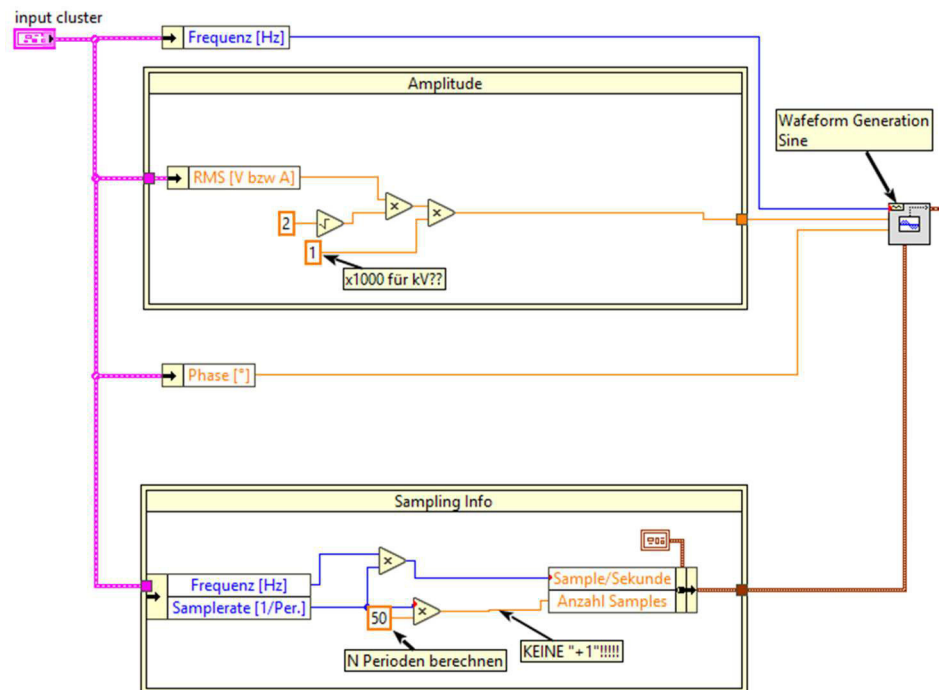 input cluster
Frequenz [Hz]
Amplitude
Wafeform Generation
Sine
RMS [V bzw A]
2
1
x1000 für kV??
Phase [°]
Sampling Info
Frequenz [Hz]
Samplerate [1/Per.]
Sample/Sekunde
Anzahl Samples
50
N Perioden berechnen
KEINE "+1"!!!!!